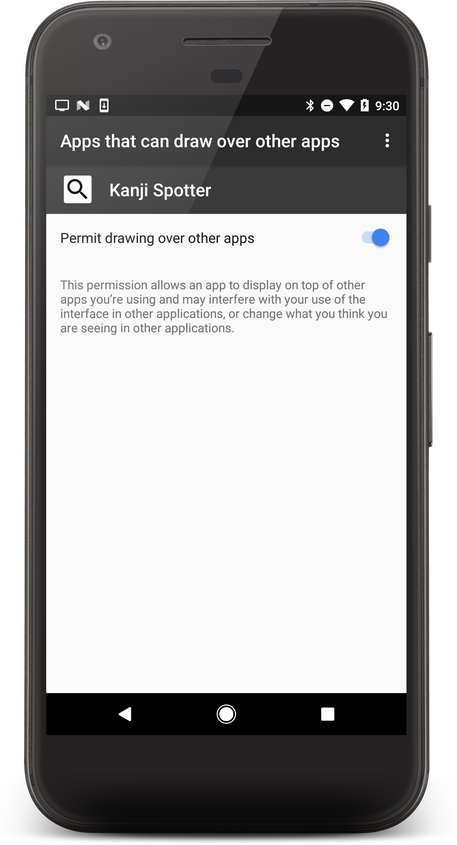 9:30
Apps that can draw over other apps
Kanji Spotter
Permit drawing over other apps
This permission allows an app to display on top of other
apps you're using and may interfere with your use of the
interface in other applications, or change what you think you
are seeing in other applications.